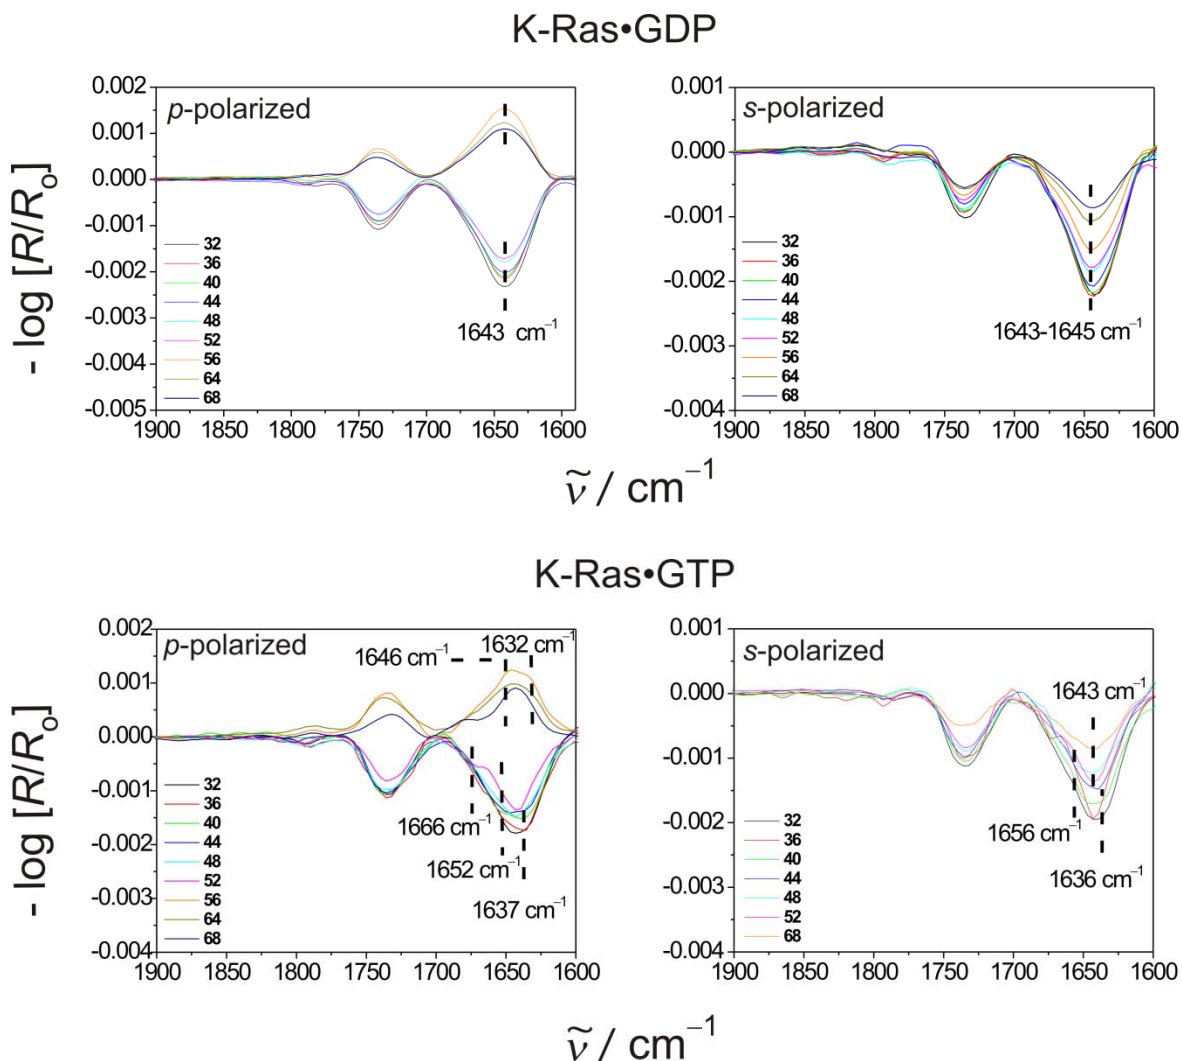 K-Ras•GDP
p-polarized
0.002
0.001
0.000
-0.001
-0.002
-0.003
-0.004
-0.005
32
36
40
44
48
52
56
64
68
1643 cm⁻¹
1900 1850 1800 1750 1700 1650 1600
s-polarized
0.001
0.000
-0.001
-0.002
-0.003
-0.004
32
36
40
44
48
52
56
64
68
1643-1645 cm⁻¹
1900 1850 1800 1750 1700 1650 1600
- log [R/Rₒ]
ṽ / cm⁻¹
K-Ras•GTP
p-polarized
0.002
0.001
0.000
-0.001
-0.002
-0.003
-0.004
1646 cm⁻¹
1632 cm⁻¹
1666 cm⁻¹
1652 cm⁻¹
1637 cm⁻¹
32
36
40
44
48
52
56
64
68
1900 1850 1800 1750 1700 1650 1600
s-polarized
0.001
0.000
-0.001
-0.002
-0.003
-0.004
1643 cm⁻¹
1656 cm⁻¹
1636 cm⁻¹
32
36
40
44
48
52
68
1900 1850 1800 1750 1700 1650 1600
- log [R/Rₒ]
ṽ / cm⁻¹